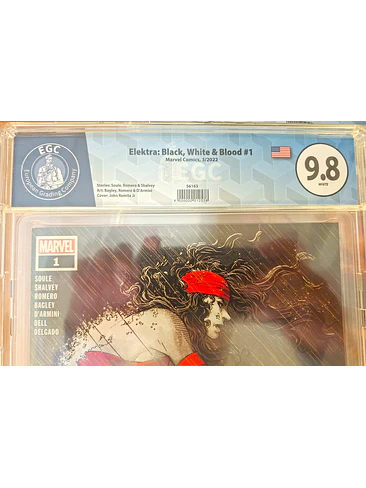 EGC
European Grading Company
Elektra: Black, White & Blood #1
Marvel Comics, 3/2022
EGC
Stories: Soule, Romero & Shalvey
Art: Bagley, Romero & D'Armini
Cover: John Romita Jr
56163
9.8
WHITE
MARVEL
1
SOULE
SHALVEY
ROMERO
BAGLEY
D'ARMINI
DELL
DELGADO